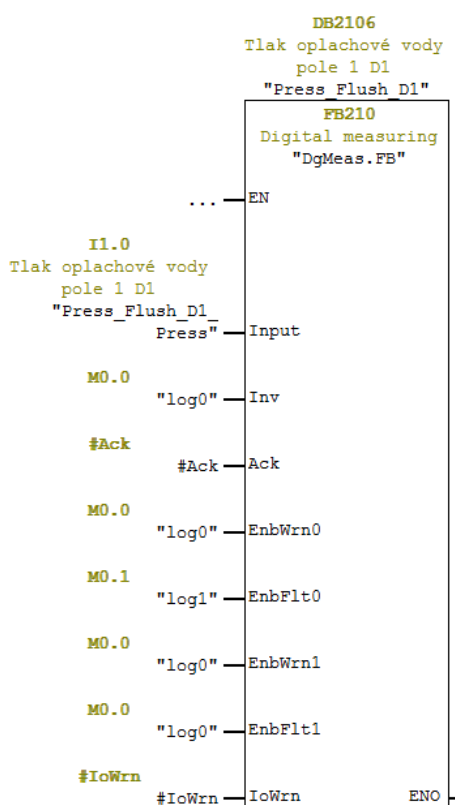 DB2106
Tlak oplachové vody
pole 1 D1
"Press_Flush_D1"
FB210
Digital measuring
"DgMeas.FB"
... EN
I1.0
Tlak oplachové vody
pole 1 D1
"Press_Flush_D1_
Press" Input
M0.0
"log0" Inv
#Ack
#Ack Ack
M0.0
"log0" EnbWrn0
M0.1
"log1" EnbFlt0
M0.0
"log0" EnbWrn1
M0.0
"log0" EnbFlt1
#IoWrn
#IoWrn IoWrn ENO